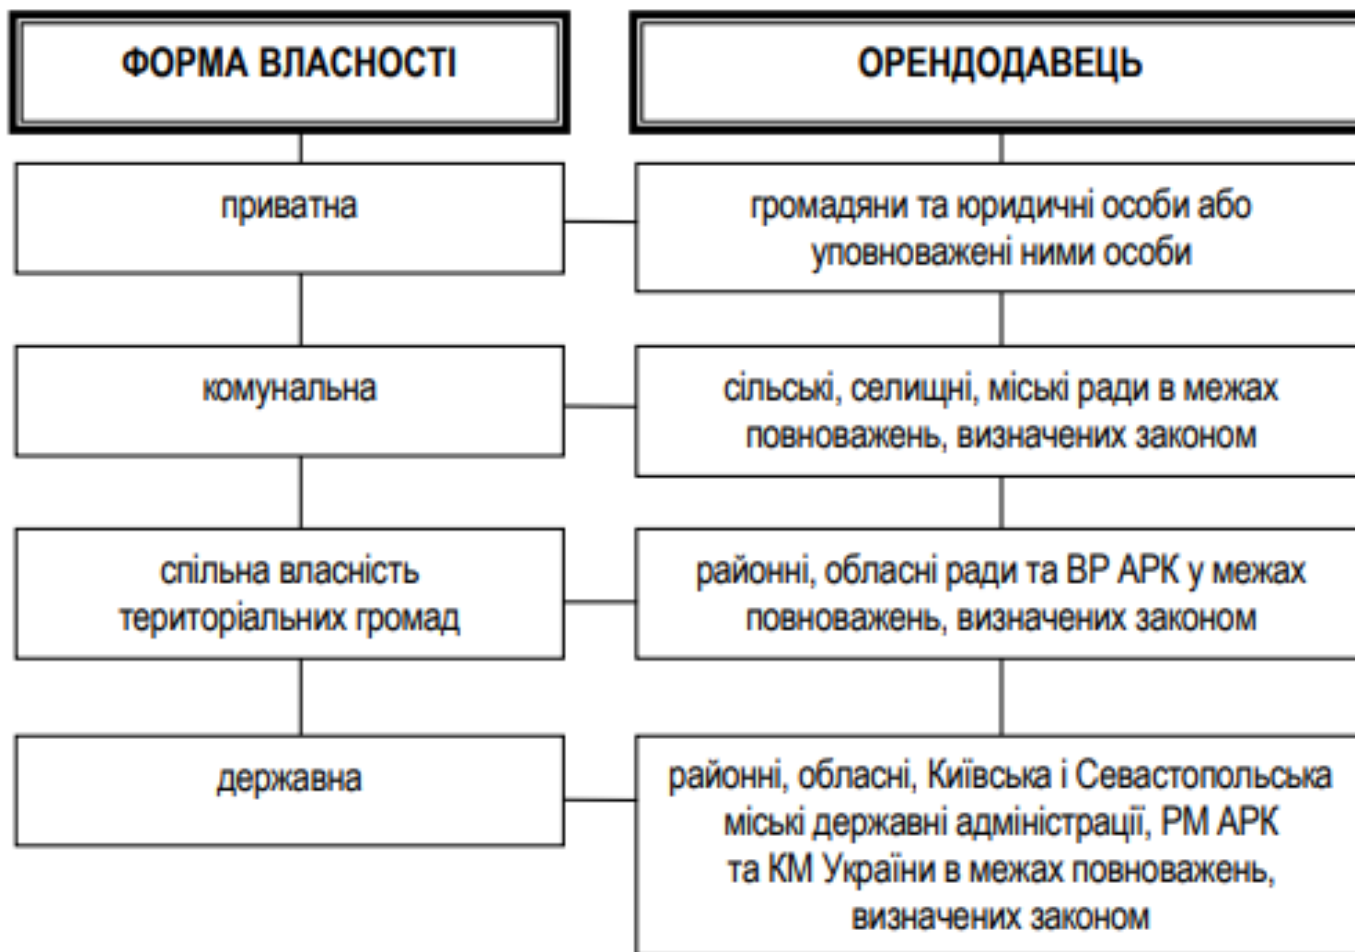 ФОРМА ВЛАСНОСТІ
ОРЕНДОДАВЕЦЬ
приватна
громадяни та юридичні особи або
уповноважені ними особи
комунальна
сільські, селищні, міські ради в межах
повноважень, визначених законом
спільна власність
територіальних громад
районні, обласні ради та ВР АРК у межах
повноважень, визначених законом
державна
районні, обласні, Київська і Севастопольська
міські державні адміністрації, РМ АРК
та КМ України в межах повноважень,
визначених законом